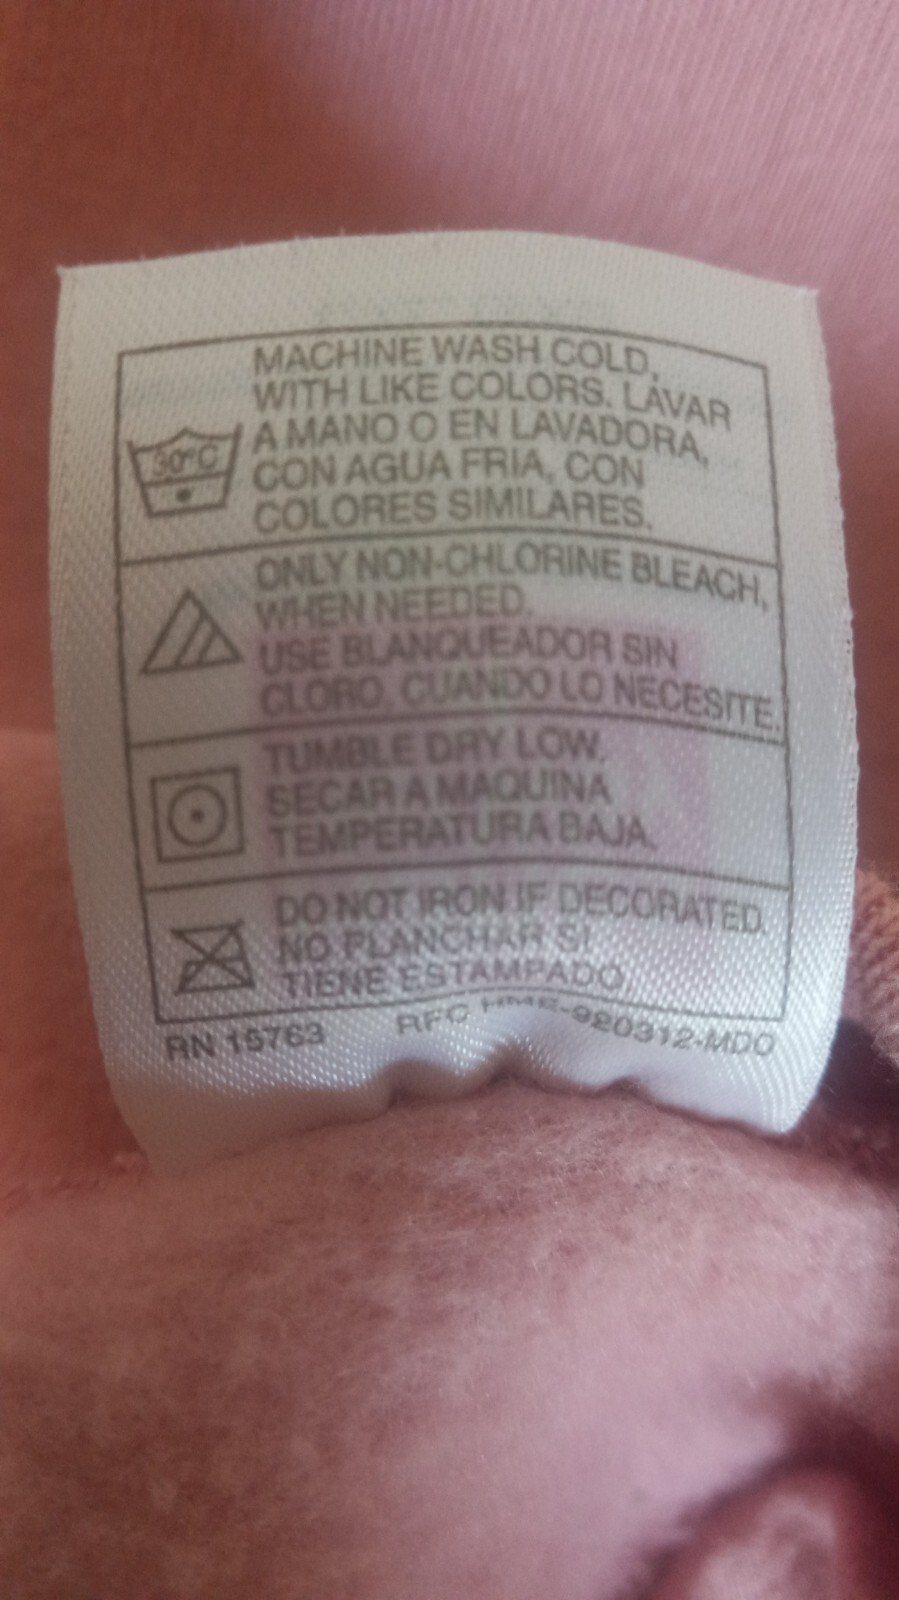 MACHINE WASH COLD,
WITH LIKE COLORS. LAVAR
A MANO O EN LAVADORA,
CON AGUA FRIA, CON
COLORES SIMILARES.
30°C
ONLY NON-CHLORINE BLEACH,
WHEN NEEDED.
USE BLANQUEADOR SIN
CLORO, CUANDO LO NECESITE.
TUMBLE DRY LOW.
SECAR A MAQUINA
TEMPERATURA BAJA.
DO NOT IRON IF DECORATED.
NO PLANCHAR SI
TIENE ESTAMPADO.
RN 15763 RFC HME-920312-MDO